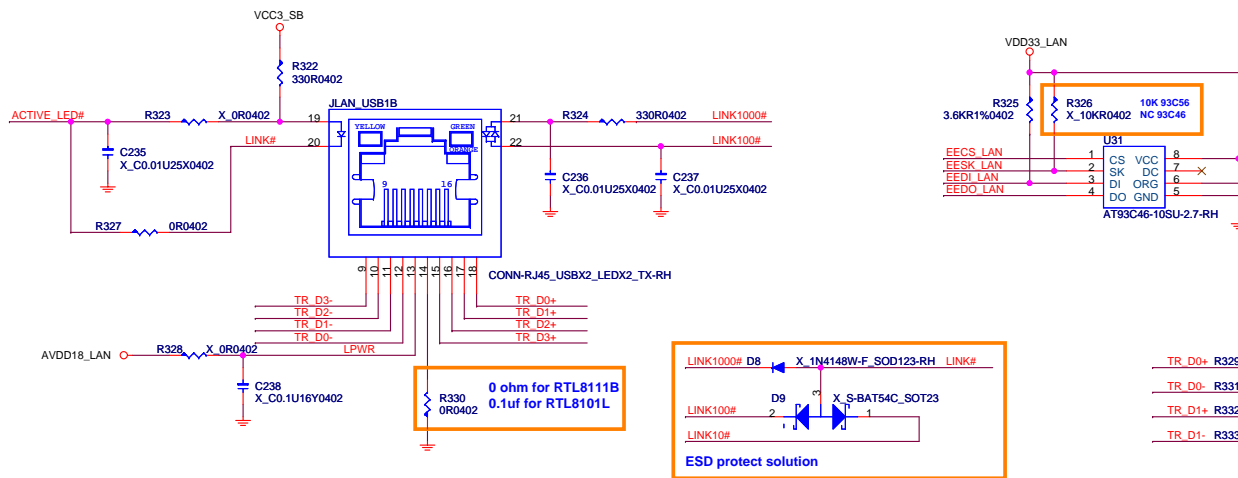 VCC3_SB
R322
330R0402
ACTIVE_LED#
R323
X_0R0402
19
JLAN_USB1B
YELLOW
GREEN
ORANGE
21
R324
330R0402
LINK1000#
LINK#
20
22
LINK100#
C235
X_C0.01U25X0402
C236
X_C0.01U25X0402
C237
X_C0.01U25X0402
9
16
R327
0R0402
CONN-RJ45_USBX2_LEDX2_TX-RH
9
10
11
12
13
14
15
16
17
18
TR_D3-
TR_D2-
TR_D1-
TR_D0-
TR_D0+
TR_D1+
TR_D2+
TR_D3+
AVDD18_LAN
R328
X_0R0402
LPWR
C238
X_C0.1U16Y0402
R330
0R0402
0 ohm for RTL8111B
0.1uf for RTL8101L
VDD33_LAN
R325
3.6KR1%0402
R326
X_10KR0402
10K 93C56
NC 93C46
U31
EECS_LAN
EESK_LAN
EEDI_LAN
EEDO_LAN
1
2
3
4
CS
SK
DI
DO
VCC
DC
ORG
GND
8
7
6
5
AT93C46-10SU-2.7-RH
LINK1000#
D8
X_1N4148W-F_SOD123-RH
LINK#
D9
3
X_S-BAT54C_SOT23
LINK100#
2
1
LINK10#
ESD protect solution
TR_D0+ R329
TR_D0- R331
TR_D1+ R332
TR_D1- R333